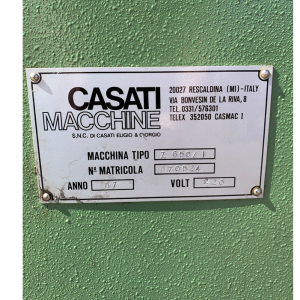 CASATI
MACCHINE
S.N.C. DI CASATI ELIGIO & GIORGIO
20027 RESCALDINA (MI)-ITALY
VIA BONVESIN DE LA RIVA, 8
TEL. 0331/576301
TELEX 352050 CASMAC I
MACCHINA TIPO
Nº MATRICOLA
ANNO 87 VOLT